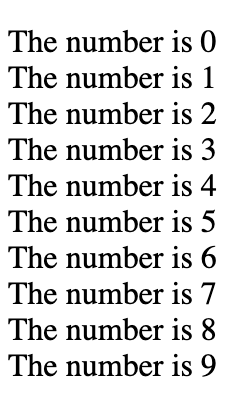 The number is 0
The number is 1
The number is 2
The number is 3
The number is 4
The number is 5
The number is 6
The number is 7
The number is 8
The number is 9